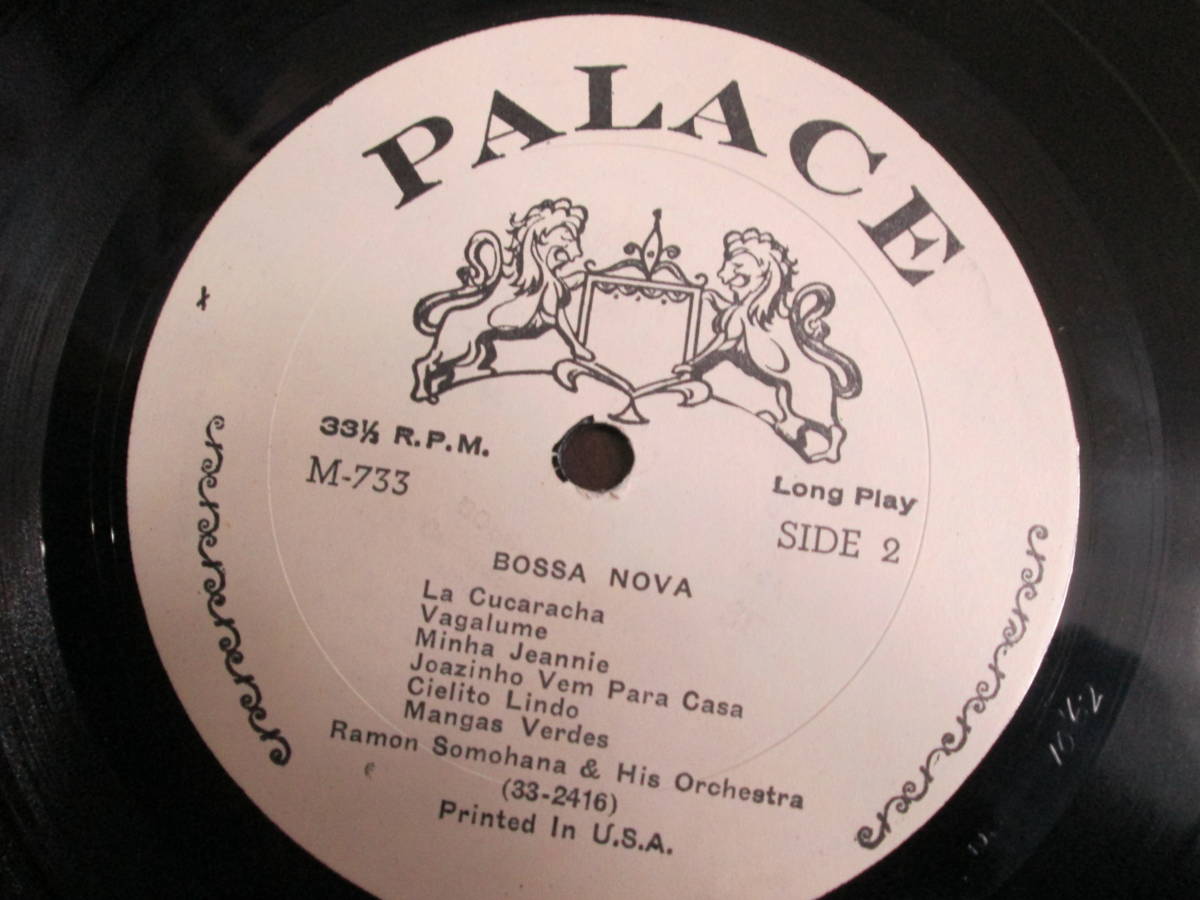 PALACE
33⅓ R.P.M.
M-733
Long Play
SIDE 2
BOSSA NOVA
La Cucaracha
Vagalume
Minha Jeannie
Joazinho Vem Para Casa
Cielito Lindo
Mangas Verdes
Ramon Somohana & His Orchestra
(33-2416)
Printed In U.S.A.